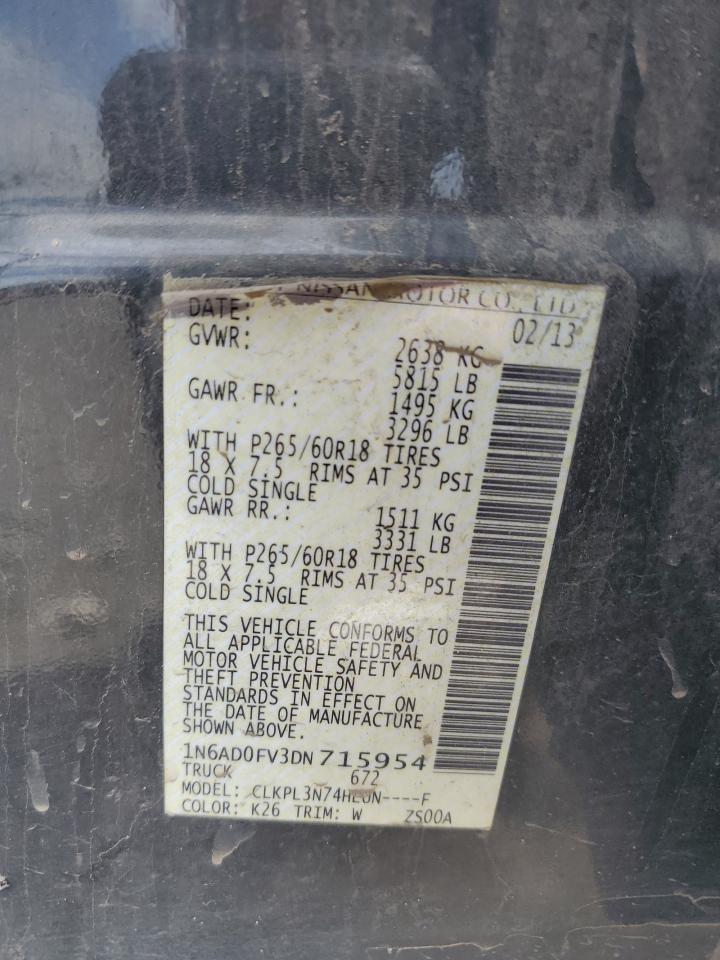 NISSAN MOTOR CO., LTD.
DATE: 02/13
GVWR: 2638 KG
5815 LB
GAWR FR.: 1495 KG
3296 LB
WITH P265/60R18 TIRES
18 X 7.5 RIMS AT 35 PSI
COLD SINGLE
GAWR RR.: 1511 KG
3331 LB
WITH P265/60R18 TIRES
18 X 7.5 RIMS AT 35 PSI
COLD SINGLE
THIS VEHICLE CONFORMS TO
ALL APPLICABLE FEDERAL
MOTOR VEHICLE SAFETY AND
THEFT PREVENTION
STANDARDS IN EFFECT ON
THE DATE OF MANUFACTURE
SHOWN ABOVE.
1N6AD0FV3DN715954
TRUCK 672
MODEL:
COLOR: K26 TRIM: W ZS00A